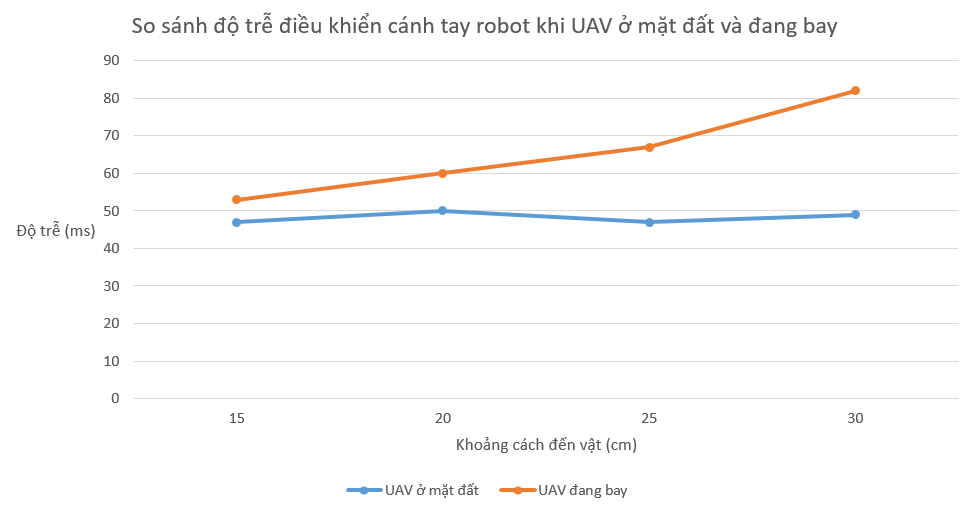 So sánh độ trễ điều khiển cánh tay robot khi UAV ở mặt đất và đang bay
90
80
70
60
50
40
30
20
10
0
Độ trễ (ms)
15 20 25 30
Khoảng cách đến vật (cm)
UAV ở mặt đất UAV đang bay